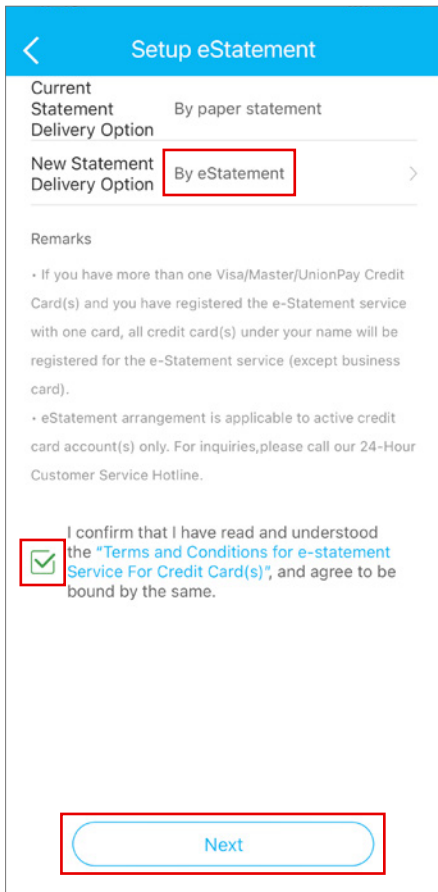 Setup eStatement
Current
Statement
Delivery Option
By paper statement
New Statement
Delivery Option
By eStatement
Remarks
• If you have more than one Visa/Master/UnionPay Credit
Card(s) and you have registered the e-Statement service
with one card, all credit card(s) under your name will be
registered for the e-Statement service (except business
card).
• eStatement arrangement is applicable to active credit
card account(s) only. For inquiries,please call our 24-Hour
Customer Service Hotline.
I confirm that I have read and understood
the "Terms and Conditions for e-statement
Service For Credit Card(s)", and agree to be
bound by the same.
Next